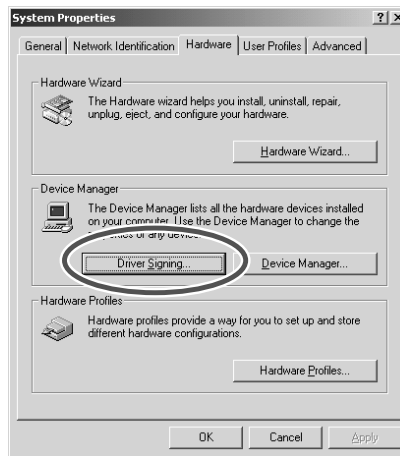 System Properties
General Network Identification Hardware User Profiles Advanced
Hardware Wizard
The Hardware wizard helps you install, uninstall, repair,
unplug, eject, and configure your hardware.
Hardware Wizard...
Device Manager
The Device Manager lists all the hardware devices installed
on your computer. Use the Device Manager to change the
of any device.
Driver Signing... Device Manager...
Hardware Profiles
Hardware profiles provide a way for you to set up and store
different hardware configurations.
Hardware Profiles...
OK Cancel Apply